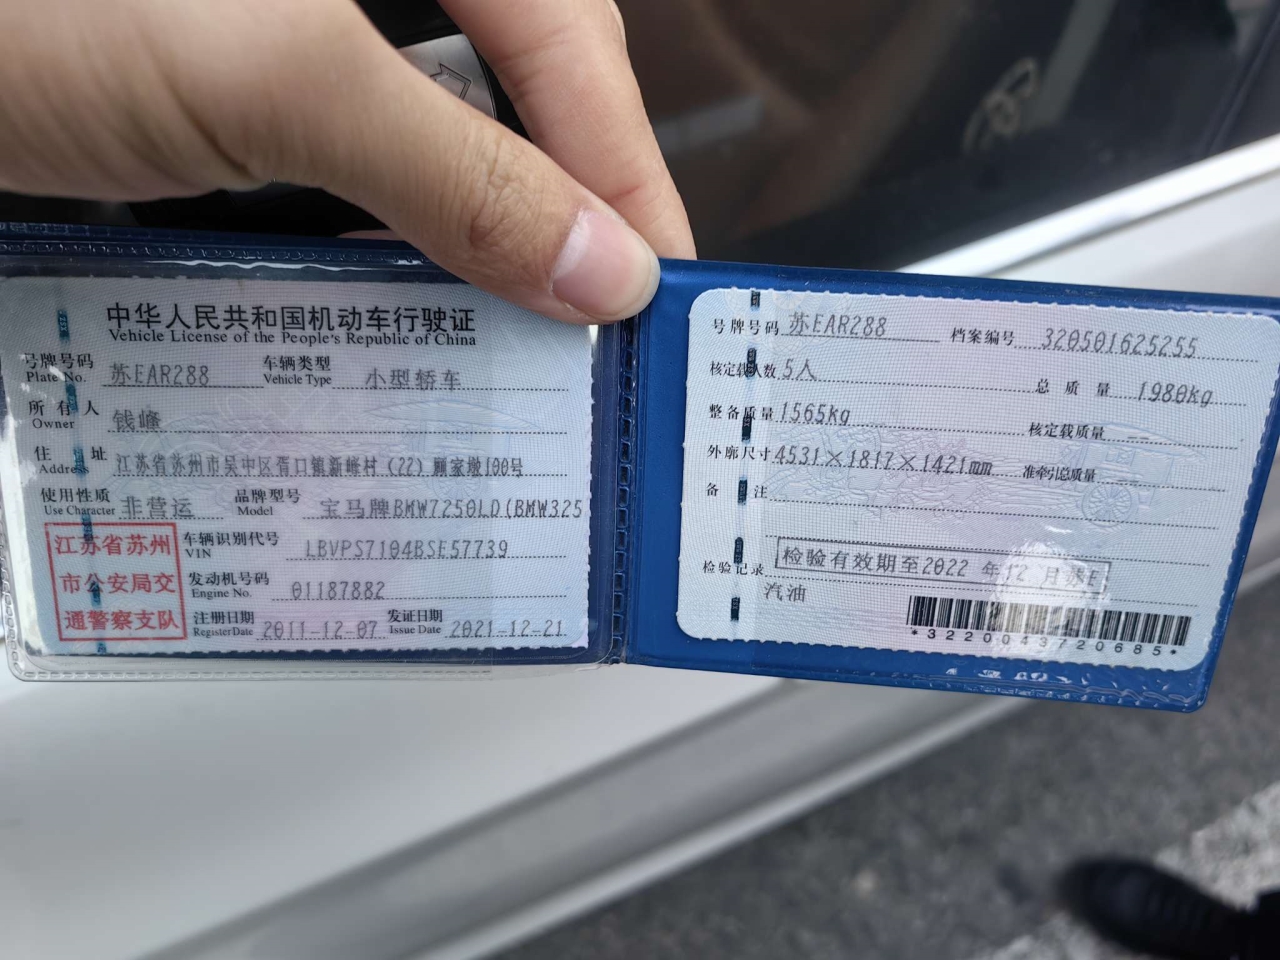 中华人民共和国机动车行驶证
Vehicle License of the People's Republic of China
号牌号码 苏EAR288 车辆类型 小型轿车
Plate No. Vehicle Type
所有人 钱峰
Owner
住址 江苏省苏州市吴中区胥口镇新峰村(22)顾家墩100号
Address
使用性质 非营运 品牌型号 宝马牌BMW7250LD(BMW325
Use Character Model
江苏省苏州
市公安局交
通警察支队
车辆识别代号 LBVPS7104BSE57739
VIN
发动机号码 01187882
Engine No.
注册日期 2011-12-07 发证日期 2021-12-21
Register Date Issue Date
号牌号码 苏EAR288 档案编号 320501625255
核定载人数 5人 总质量 1980kg
整备质量 1565kg 核定载质量 --
外廓尺寸 4531×1817×1421mm 准牵引总质量 --
备注
检验记录 检验有效期至2022年12月苏E
汽油
*3220043720685*